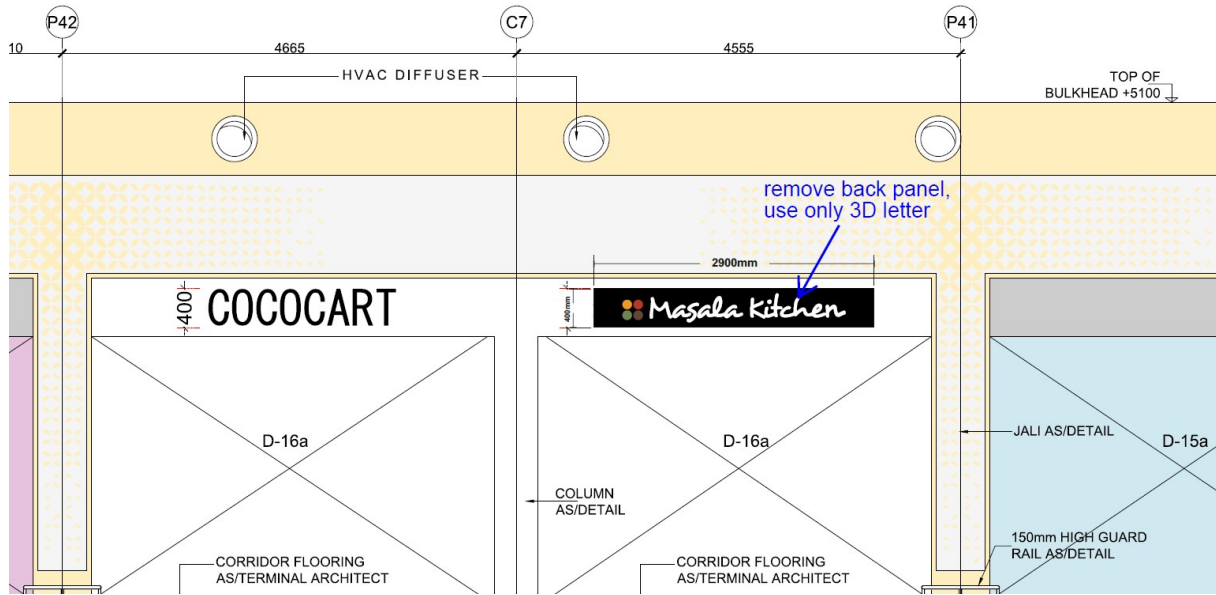 P42
C7
P41
10
4665
4555
HVAC DIFFUSER
TOP OF
BULKHEAD +5100
remove back panel,
use only 3D letter
2900mm
400
COCOCART
400mm
Masala Kitchen
D-16a
D-16a
JALI AS/DETAIL
D-15a
COLUMN
AS/DETAIL
150mm HIGH GUARD
RAIL AS/DETAIL
CORRIDOR FLOORING
AS/TERMINAL ARCHITECT
CORRIDOR FLOORING
AS/TERMINAL ARCHITECT